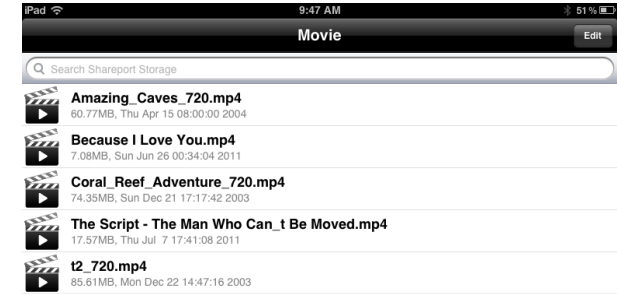 iPad 9:47 AM 51%
Movie Edit
Search Shareport Storage
Amazing_Caves_720.mp4
60.77MB, Thu Apr 15 08:00:00 2004
Because I Love You.mp4
7.08MB, Sun Jun 26 00:34:04 2011
Coral_Reef_Adventure_720.mp4
74.35MB, Sun Dec 21 17:17:42 2003
The Script - The Man Who Can_t Be Moved.mp4
17.57MB, Thu Jul  7 17:41:08 2011
t2_720.mp4
85.61MB, Mon Dec 22 14:47:16 2003